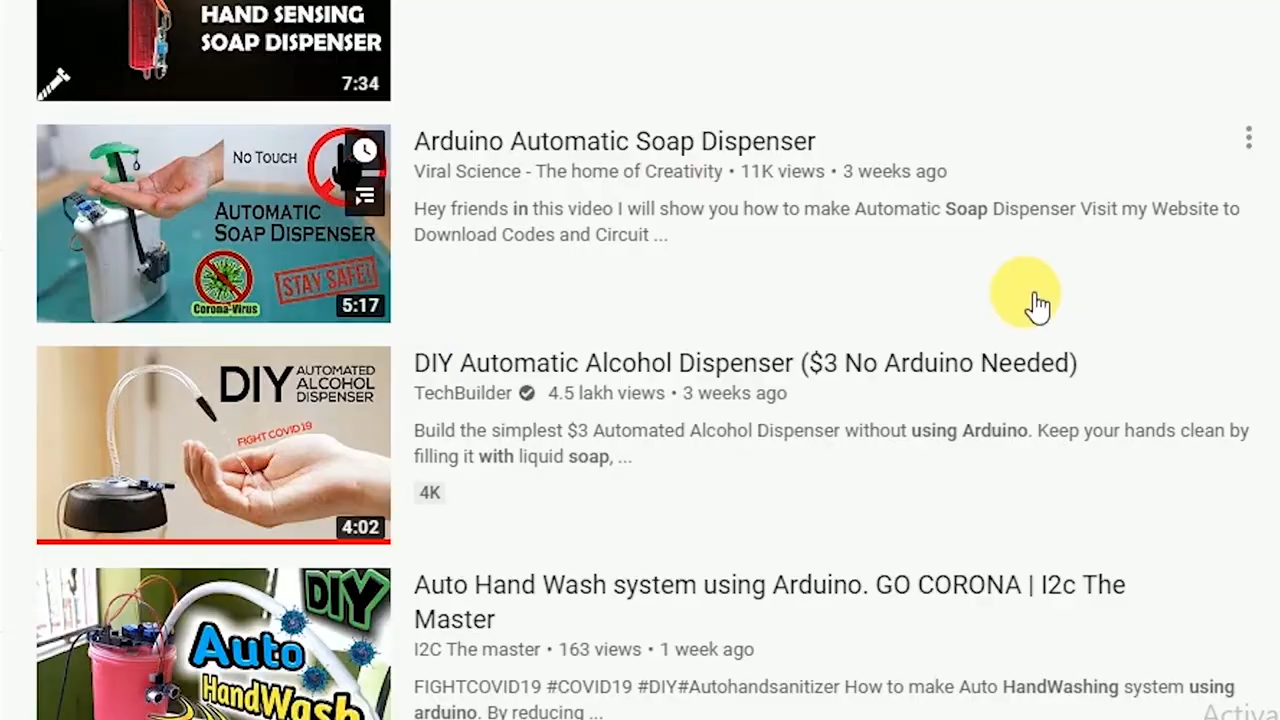 HAND SENSING
SOAP DISPENSER
7:34
No Touch
AUTOMATIC
SOAP DISPENSER
STAY SAFE!
Corona-Virus
5:17
Arduino Automatic Soap Dispenser
Viral Science - The home of Creativity • 11K views • 3 weeks ago
Hey friends in this video I will show you how to make Automatic Soap Dispenser Visit my Website to
Download Codes and Circuit ...
DIY AUTOMATED
ALCOHOL
DISPENSER
FIGHT COVID19
4:02
DIY Automatic Alcohol Dispenser ($3 No Arduino Needed)
TechBuilder 4.5 lakh views • 3 weeks ago
Build the simplest $3 Automated Alcohol Dispenser without using Arduino. Keep your hands clean by
filling it with liquid soap, ...
4K
DIY
Auto
HandWash
Auto Hand Wash system using Arduino. GO CORONA | I2c The
Master
I2C The master • 163 views • 1 week ago
FIGHTCOVID19 #COVID19 #DIY#Autohandsanitizer How to make Auto HandWashing system using
arduino. By reducing ...
Activa